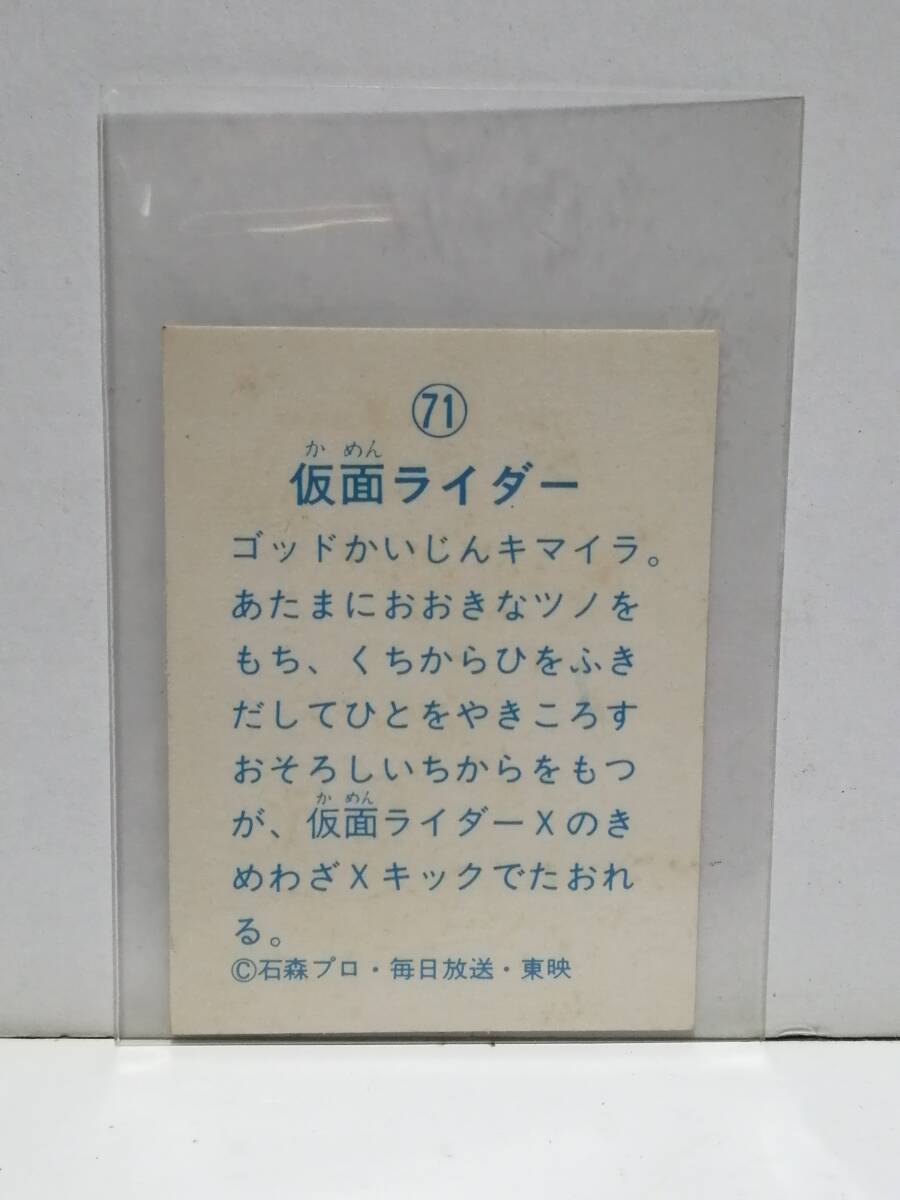 71
かめん
仮面ライダー
ゴッドかいじんキマイラ。
あたまにおおきなツノを
もち、くちからひをふき
だしてひとをやきころす
おそろしいちからをもつ
かめん
が、仮面ライダーXのき
めわざXキックでたおれ
る。
©石森プロ・毎日放送・東映